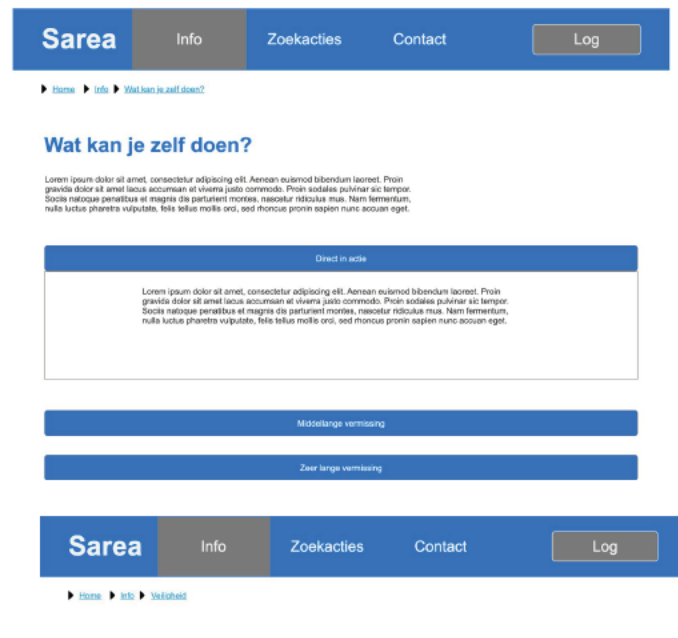 Sarea Info Zoekacties Contact Log
Home Info Wat kan je zelf doen?
Wat kan je zelf doen?
Lorem ipsum dolor sit amet, consectetur adipiscing elit. Aenean euismod bibendum laoreet. Proin
gravida dolor sit amet lacus accumsan et viverra justo commodo. Proin sodales pulvinar sic tempor.
Sociis natoque penatibus et magnis dis parturient montes, nascetur ridiculus mus. Nam fermentum,
nulla luctus pharetra vulputate, felis tellus mollis orci, sed rhoncus pronin sapien nunc accuan eget.
Direct in actie
Lorem ipsum dolor sit amet, consectetur adipiscing elit. Aenean euismod bibendum laoreet. Proin
gravida dolor sit amet lacus accumsan et viverra justo commodo. Proin sodales pulvinar sic tempor.
Sociis natoque penatibus et magnis dis parturient montes, nascetur ridiculus mus. Nam fermentum,
nulla luctus pharetra vulputate, felis tellus mollis orci, sed rhoncus pronin sapien nunc accuan eget.
Middellange vermissing
Zeer lange vermissing
Sarea Info Zoekacties Contact Log
Home Info Veiligheid